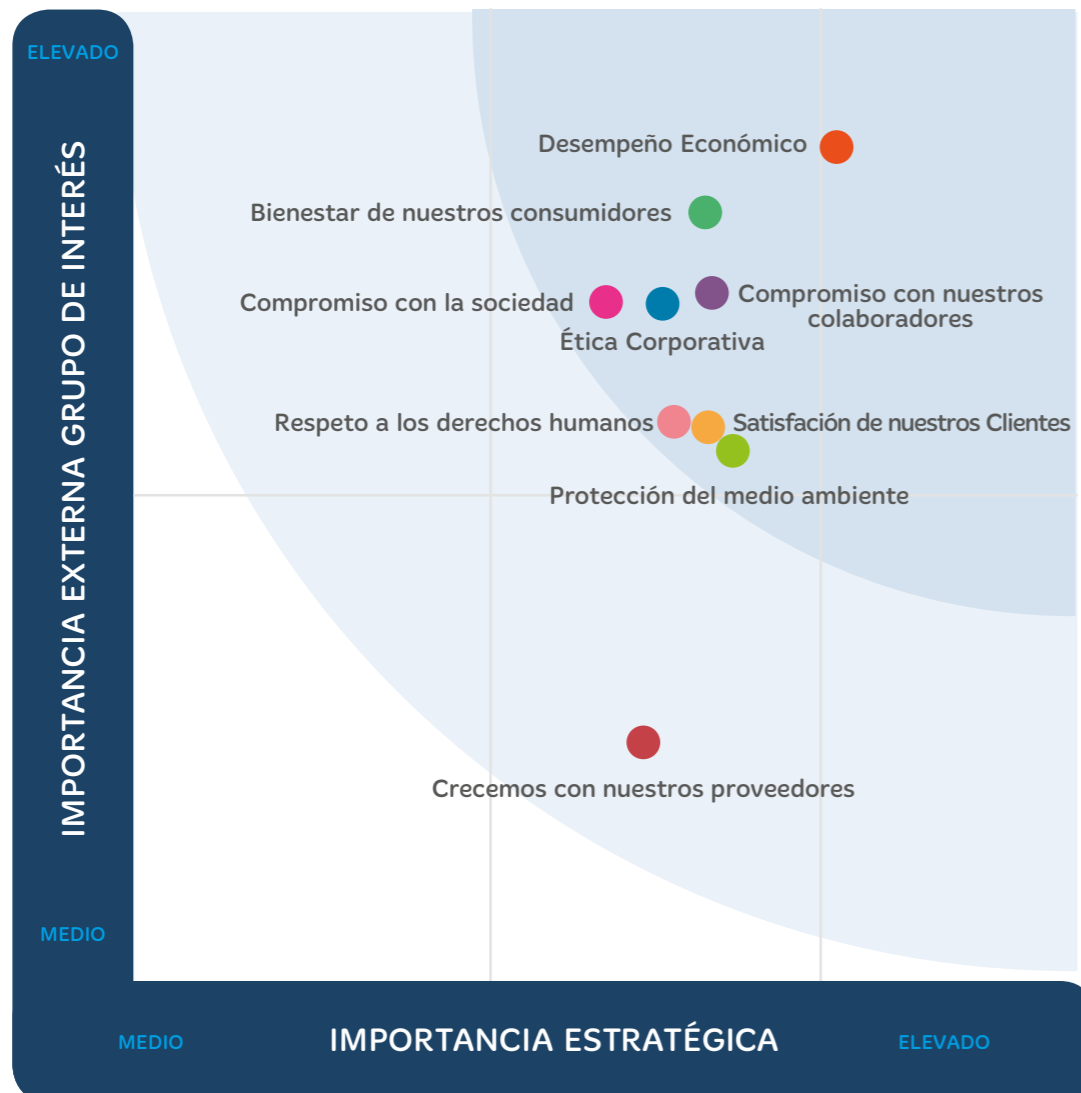 ELEVADO
IMPORTANCIA EXTERNA GRUPO DE INTERÉS
MEDIO
Desempeño Económico
Bienestar de nuestros consumidores
Compromiso con la sociedad
Compromiso con nuestros
colaboradores
Ética Corporativa
Respeto a los derechos humanos
Satisfación de nuestros Clientes
Protección del medio ambiente
Crecemos con nuestros proveedores
MEDIO
IMPORTANCIA ESTRATÉGICA
ELEVADO